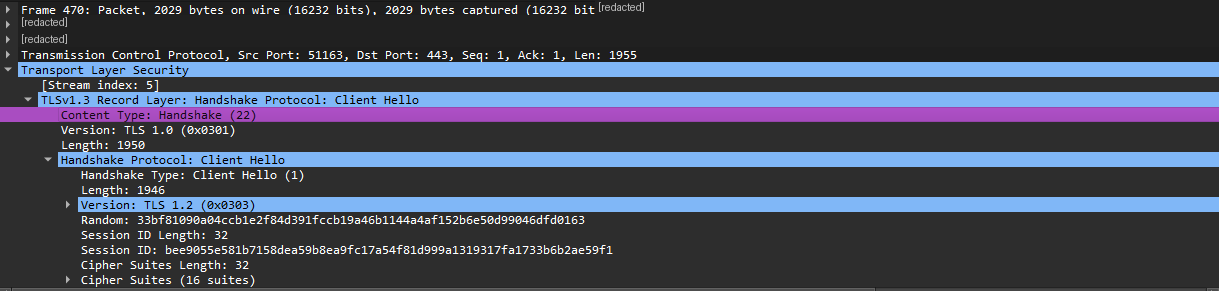 Frame 470: Packet, 2029 bytes on wire (16232 bits), 2029 bytes captured (16232 bit [redacted]
[redacted]
[redacted]
Transmission Control Protocol, Src Port: 51163, Dst Port: 443, Seq: 1, Ack: 1, Len: 1955
Transport Layer Security
[Stream index: 5]
TLSv1.3 Record Layer: Handshake Protocol: Client Hello
Content Type: Handshake (22)
Version: TLS 1.0 (0x0301)
Length: 1950
Handshake Protocol: Client Hello
Handshake Type: Client Hello (1)
Length: 1946
Version: TLS 1.2 (0x0303)
Random: 33bf81090a04ccb1e2f84d391fccb19a46b1144a4af152b6e50d99046dfd0163
Session ID Length: 32
Session ID: bee9055e581b7158dea59b8ea9fc17a54f81d999a1319317fa1733b6b2ae59f1
Cipher Suites Length: 32
Cipher Suites (16 suites)